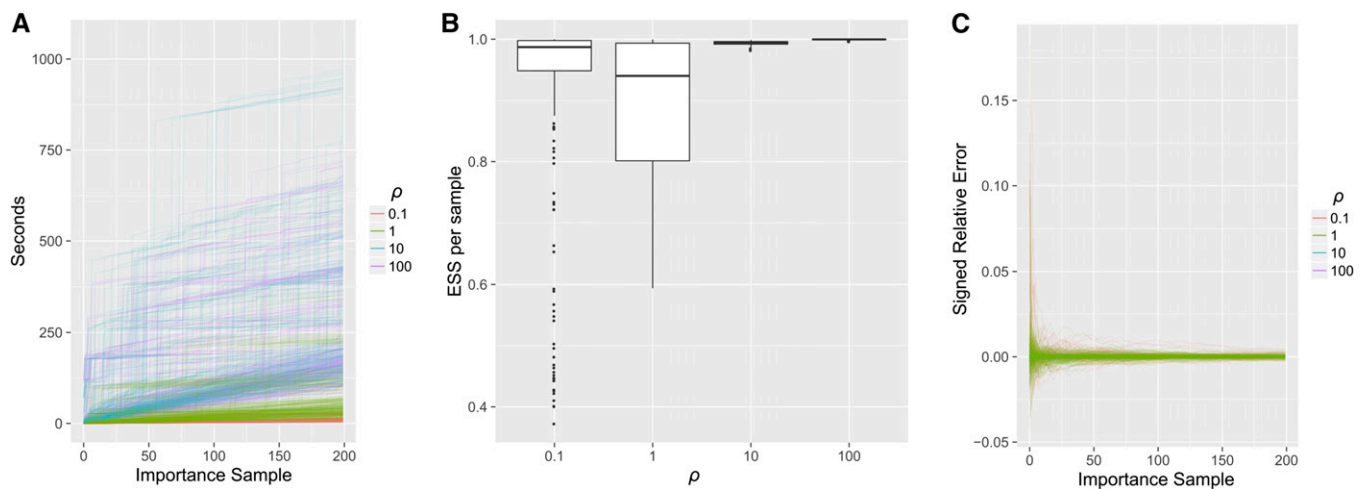 A
1000
750
500
250
0
Seconds
0 50 100 150 200
Importance Sample
ρ
0.1
1
10
100
B
1.0
0.8
0.6
0.4
ESS per sample
0.1 1 10 100
ρ
C
0.15
0.10
0.05
0.00
−0.05
Signed Relative Error
0 50 100 150 200
Importance Sample
ρ
0.1
1
10
100